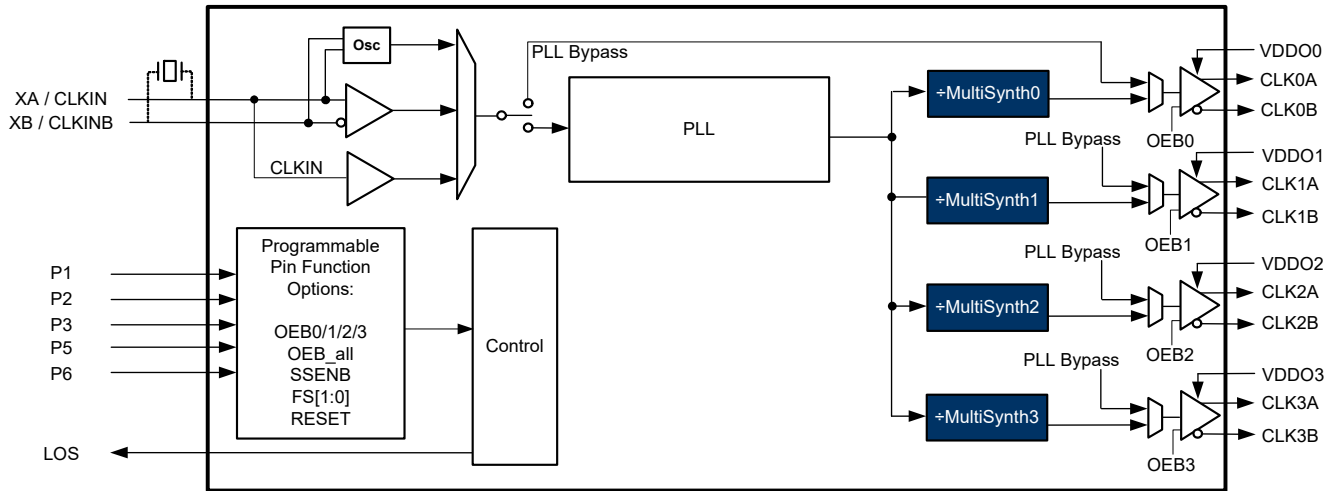 Osc
PLL Bypass
VDDO0
XA / CLKIN
XB / CLKINB
CLKIN
PLL
÷MultiSynth0
CLK0A
CLK0B
OEB0
PLL Bypass
VDDO1
÷MultiSynth1
CLK1A
CLK1B
OEB1
P1
P2
P3
P5
P6
Programmable
Pin Function
Options:
OEB0/1/2/3
OEB_all
SSENB
FS[1:0]
RESET
Control
LOS
PLL Bypass
VDDO2
÷MultiSynth2
CLK2A
CLK2B
OEB2
PLL Bypass
VDDO3
÷MultiSynth3
CLK3A
CLK3B
OEB3